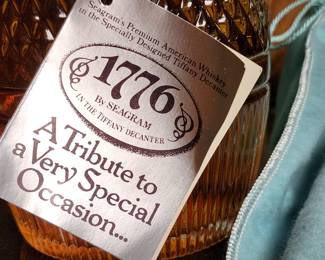 Seagram's Premium American Whiskey
in the Specially Designed Tiffany Decanter
1776
By SEAGRAM
IN THE TIFFANY DECANTER
A Tribute to
a Very Special
Occasion...